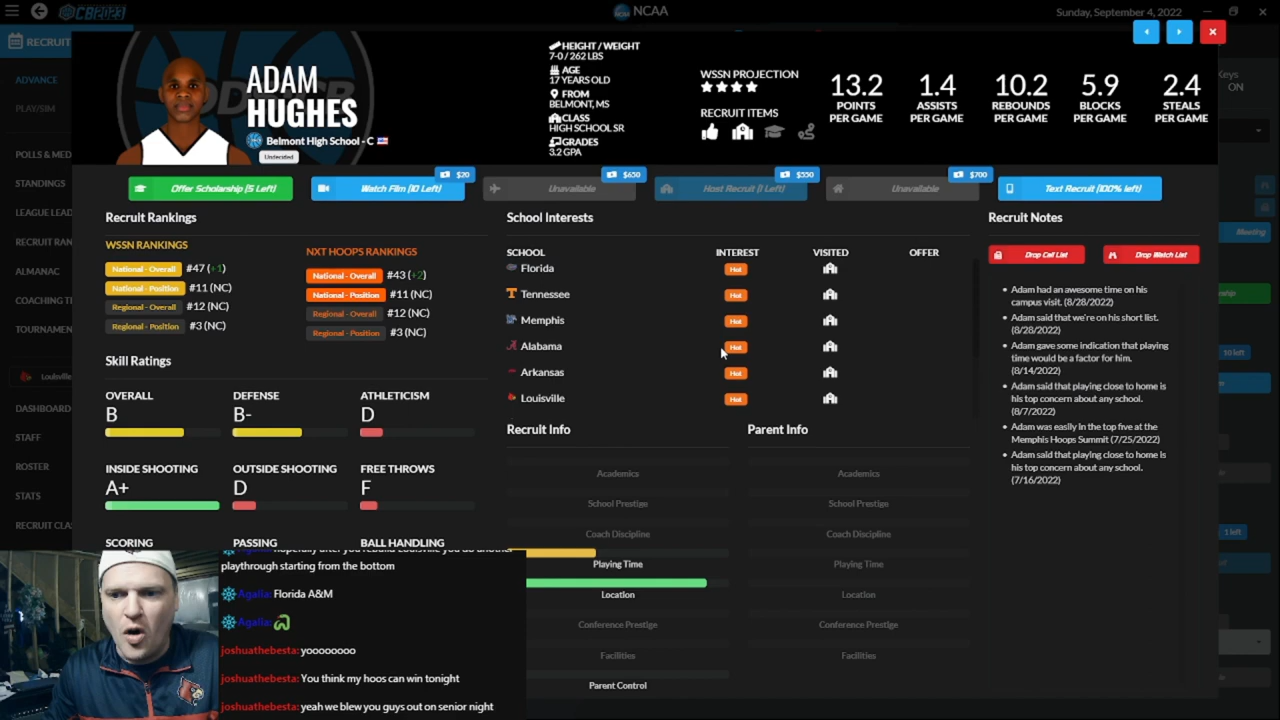 CB2023
NCAA
Sunday, September 4, 2022
RECRUIT
ADVANCE
PLAY/SIM
POLLS & MED
STANDINGS
LEAGUE LEAD
RECRUIT RAN
ALMANAC
COACHING T
TOURNAMEN
Louisville
DASHBOARD
STAFF
ROSTER
STATS
RECRUIT CLA
ADAM
HUGHES
Belmont High School - C
Undecided
HEIGHT / WEIGHT
7-0 / 262 LBS
AGE
17 YEARS OLD
FROM
BELMONT, MS
CLASS
HIGH SCHOOL SR
GRADES
3.2 GPA
WSSN PROJECTION
RECRUIT ITEMS
13.2
POINTS
PER GAME
1.4
ASSISTS
PER GAME
10.2
REBOUNDS
PER GAME
5.9
BLOCKS
PER GAME
2.4
STEALS
PER GAME
Keys
ON
Offer Scholarship (5 Left)
Watch Film (10 Left)
$20
Unavailable
$650
Host Recruit (1 Left)
$550
Unavailable
$700
Text Recruit (100% left)
Recruit Rankings
WSSN RANKINGS
National - Overall #47 (+1)
National - Position #11 (NC)
Regional - Overall #12 (NC)
Regional - Position #3 (NC)
NXT HOOPS RANKINGS
National - Overall #43 (+2)
National - Position #11 (NC)
Regional - Overall #12 (NC)
Regional - Position #3 (NC)
Skill Ratings
OVERALL
B
DEFENSE
B-
ATHLETICISM
D
INSIDE SHOOTING
A+
OUTSIDE SHOOTING
D
FREE THROWS
F
SCORING
PASSING
BALL HANDLING
School Interests
SCHOOL INTEREST VISITED OFFER
Florida Hot
Tennessee Hot
Memphis Hot
Alabama Hot
Arkansas Hot
Louisville Hot
Recruit Info
Academics
School Prestige
Coach Discipline
Playing Time
Location
Conference Prestige
Facilities
Parent Control
Parent Info
Academics
School Prestige
Coach Discipline
Playing Time
Location
Conference Prestige
Facilities
Recruit Notes
Drop Call List
Drop Watch List
Adam had an awesome time on his
campus visit. (8/28/2022)
Adam said that we're on his short list.
(8/28/2022)
Adam gave some indication that playing
time would be a factor for him.
(8/14/2022)
Adam said that playing close to home is
his top concern about any school.
(8/7/2022)
Adam was easily in the top five at the
Memphis Hoops Summit (7/25/2022)
Adam said that playing close to home is
his top concern about any school.
(7/16/2022)
Meeting
10 left
1 left
playthrough starting from the bottom
Agalia: Florida A&M
Agalia:
joshuathebesta: yoooooooo
joshuathebesta: You think my hoos can win tonight
joshuathebesta: yeah we blew you guys out on senior night